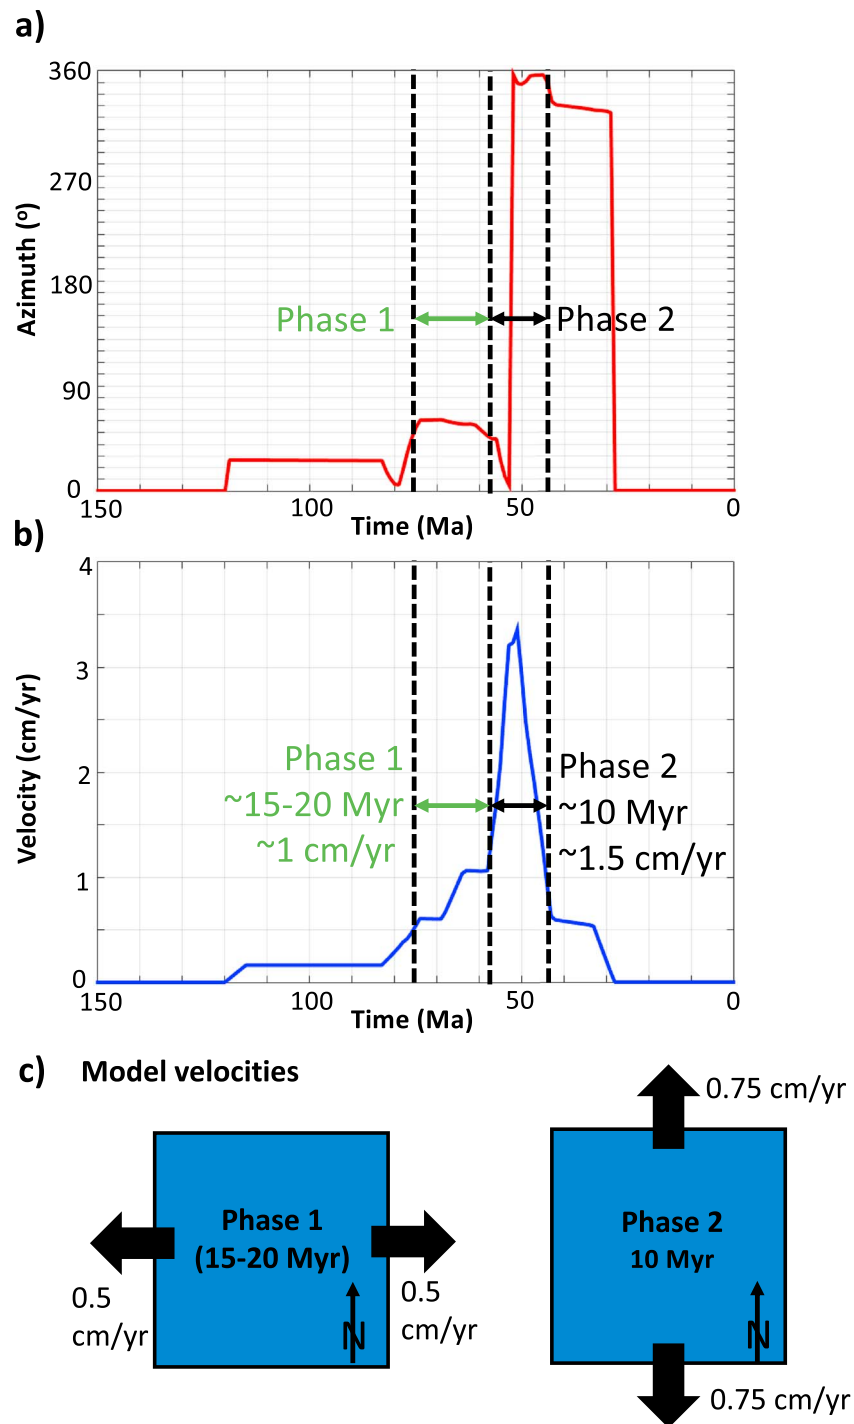 a)
360
270
180
90
0
Azimuth (º)
Phase 1
Phase 2
150
100
50
0
Time (Ma)
b)
4
3
2
1
0
Velocity (cm/yr)
Phase 1
~15-20 Myr
~1 cm/yr
Phase 2
~10 Myr
~1.5 cm/yr
150
100
50
0
Time (Ma)
c) Model velocities
0.75 cm/yr
Phase 1
(15-20 Myr)
Phase 2
10 Myr
0.5
cm/yr
0.5
cm/yr
N
N
0.75 cm/yr